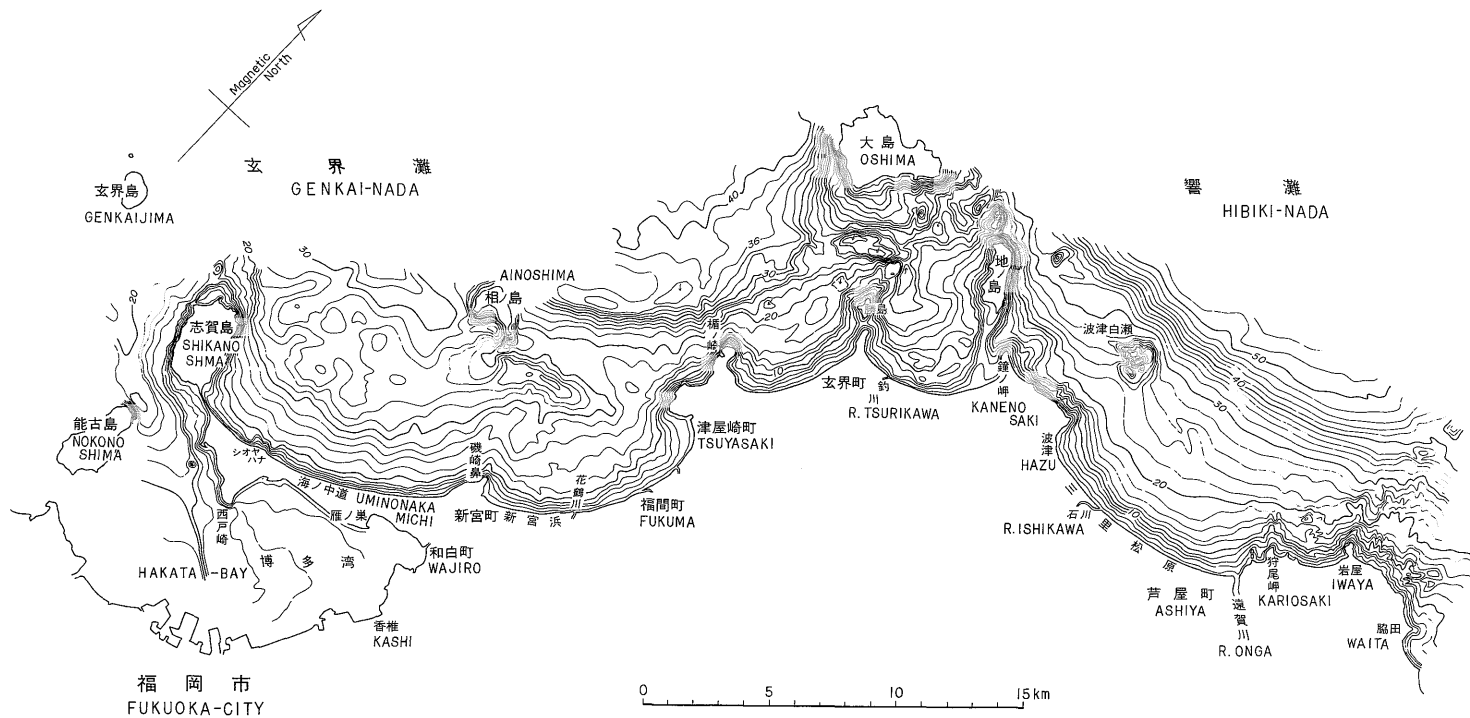 Magnetic
North
大島
OSHIMA
玄界灘
GENKAI-NADA
響灘
HIBIKI-NADA
玄界島
GENKAIJIMA
40
36
30
20
20
30
20
AINOSHIMA
相ノ島
地ノ島
楯ノ崎
志賀島
SHIKANO
SHMA
波津白瀬
50
40
30
10
玄界町
釣川
R. TSURIKAWA
鐘ノ岬
KANENO
SAKI
能古島
NOKONO
SHIMA
津屋崎町
TSUYASAKI
シオヤ
ハナ
磯崎鼻
波津
HAZU
海ノ中道 UMINONAKA
MICHI
雁ノ巣
新宮町 新宮浜
花鶴川
福間町
FUKUMA
20
10
三里松原
石川
R. ISHIKAWA
西戸崎
博多湾
HAKATA-BAY
和白町
WAJIRO
狩尾岬
KARIOSAKI
岩屋
IWAYA
芦屋町
ASHIYA
遠賀川
R. ONGA
脇田
WAITA
香椎
KASHI
福岡市
FUKUOKA-CITY
0 5 10 15km